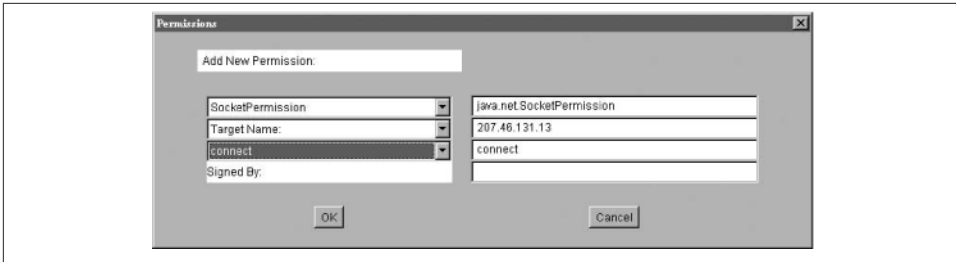 Permissions
Add New Permission:
SocketPermission java.net.SocketPermission
Target Name: 207.46.131.13
connect connect
Signed By:
OK Cancel